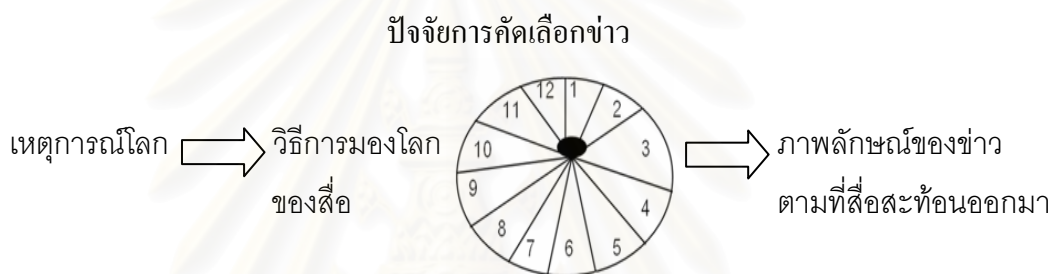 ปัจจัยการคัดเลือกข่าว
เหตุการณ์โลก
วิธีการมองโลก
ของสื่อ
12 1
11 2
10 3
9 4
8 7 6 5
ภาพลักษณ์ของข่าว
ตามที่สื่อสะท้อนออกมา